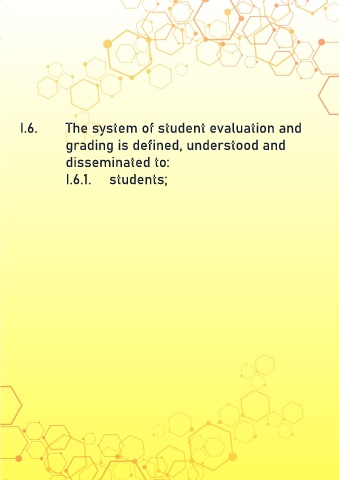 I.6. The system of student evaluation and
grading is defined, understood and
disseminated to:
I.6.1. students;